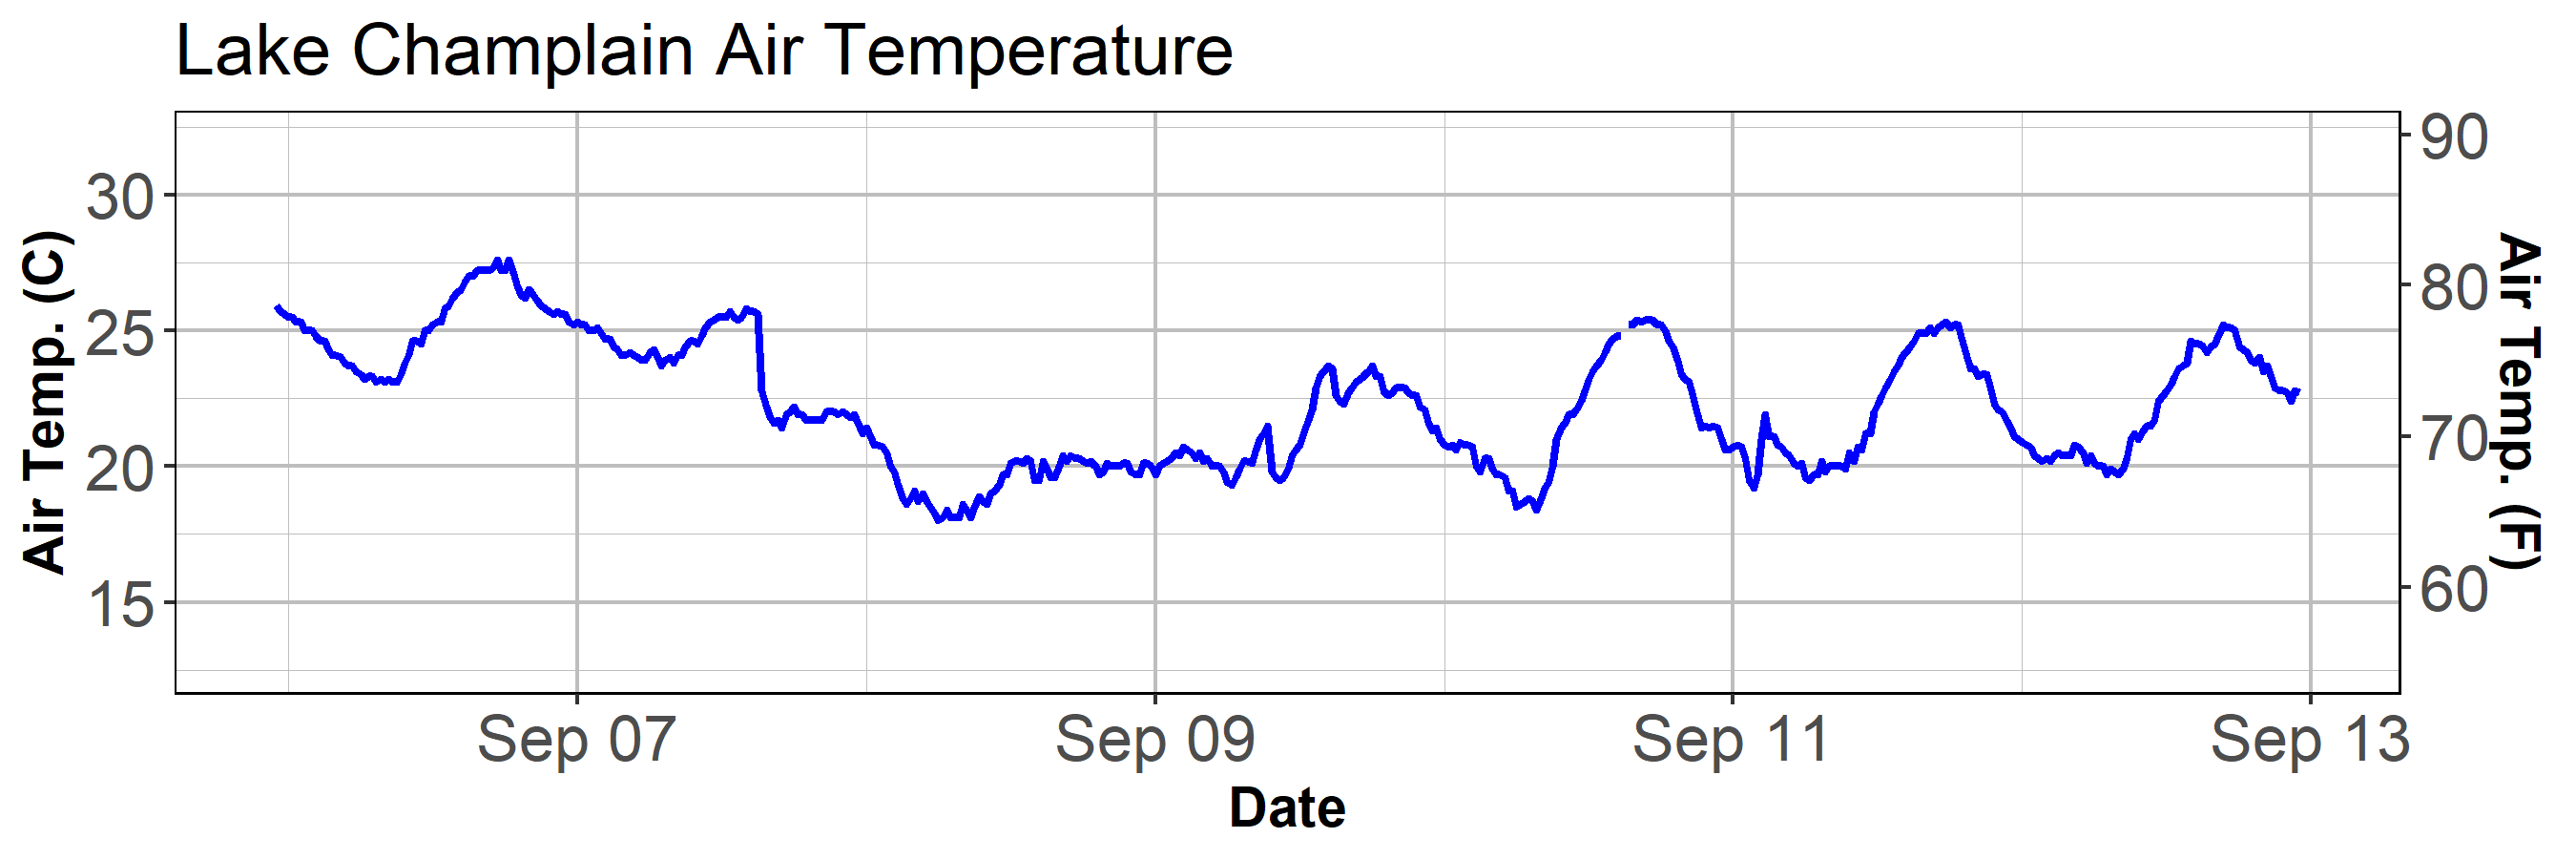 Lake Champlain Air Temperature
90
30
80
25
70
20
60
15
Air Temp. (C)
Air Temp. (F)
Sep 07
Sep 09
Sep 11
Sep 13
Date